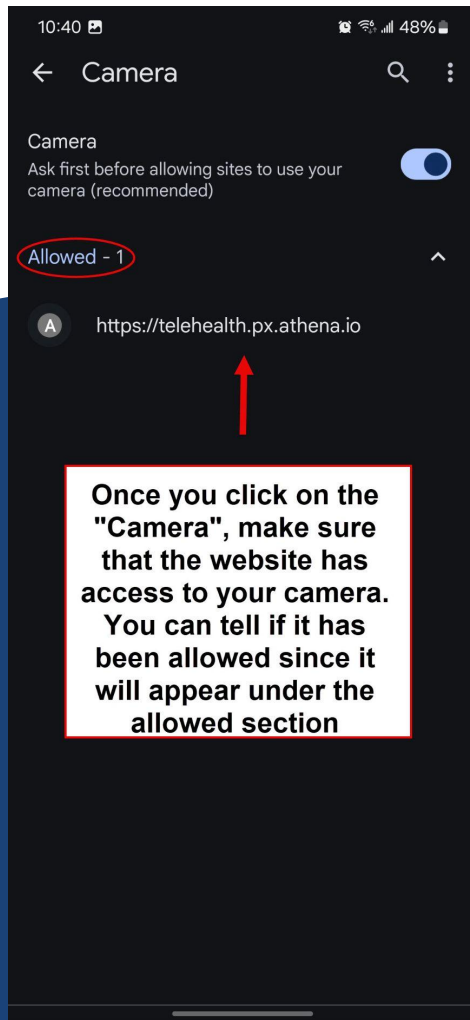 10:40 48%
Camera
Camera
Ask first before allowing sites to use your
camera (recommended)
Allowed - 1
A https://telehealth.px.athena.io
Once you click on the
"Camera", make sure
that the website has
access to your camera.
You can tell if it has
been allowed since it
will appear under the
allowed section